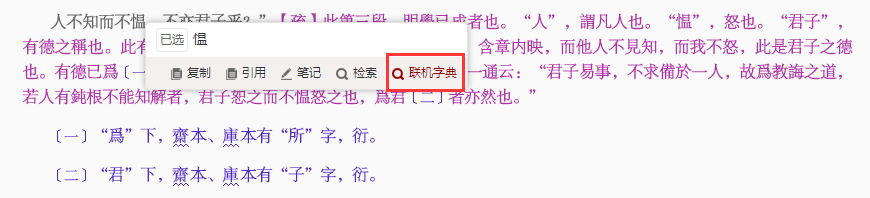 人不知而不愠，不亦君子乎？”【疏】此第三段，明學已成者也。“人”，謂凡人也。“愠”，怒也。“君子”，
有德之稱也。此有
已选 愠
含章内映，而他人不見知，而我不怒，此是君子之德
也。有德已爲〔一
复制 引用 笔记 检索 联机字典
一通云：“君子易事，不求備於一人，故爲教誨之道，
若人有鈍根不能知解者，君子恕之而不愠怒之也，爲君〔二〕者亦然也。”
〔一〕“爲”下，齋本、庫本有“所”字，衍。
〔二〕“君”下，齋本、庫本有“子”字，衍。